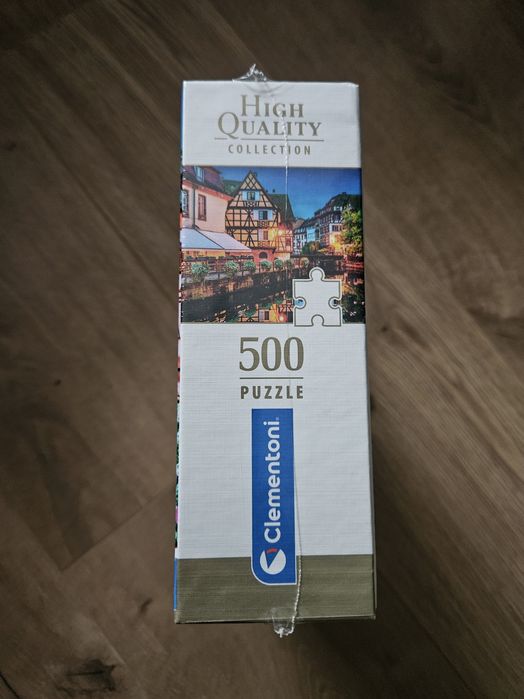 HIGH
QUALITY
COLLECTION
500
PUZZLE
Clementoni®